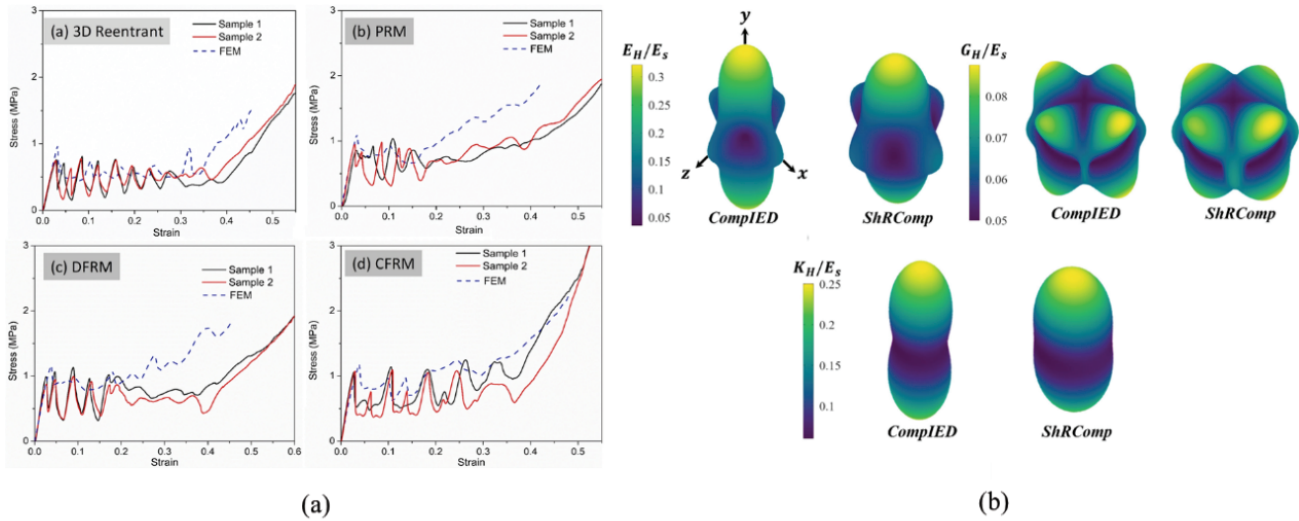 (a) 3D Reentrant
Sample 1
Sample 2
FEM
Stress (MPa)
3
2
1
0
0.0 0.1 0.2 0.3 0.4 0.5
Strain
(b) PRM
Sample 1
Sample 2
FEM
Stress (MPa)
3
2
1
0
0.0 0.1 0.2 0.3 0.4 0.5
Strain
(c) DFRM
Sample 1
Sample 2
FEM
Stress (MPa)
3
2
1
0
0.0 0.1 0.2 0.3 0.4 0.5 0.6
Strain
(d) CFRM
Sample 1
Sample 2
FEM
Stress (MPa)
3
2
1
0
0.0 0.1 0.2 0.3 0.4 0.5
Strain
(a)
E_H/E_s
0.3
0.25
0.2
0.15
0.1
0.05
y
z
x
CompIED
ShRComp
G_H/E_s
0.08
0.07
0.06
0.05
CompIED
ShRComp
K_H/E_s
0.25
0.2
0.15
0.1
CompIED
ShRComp
(b)